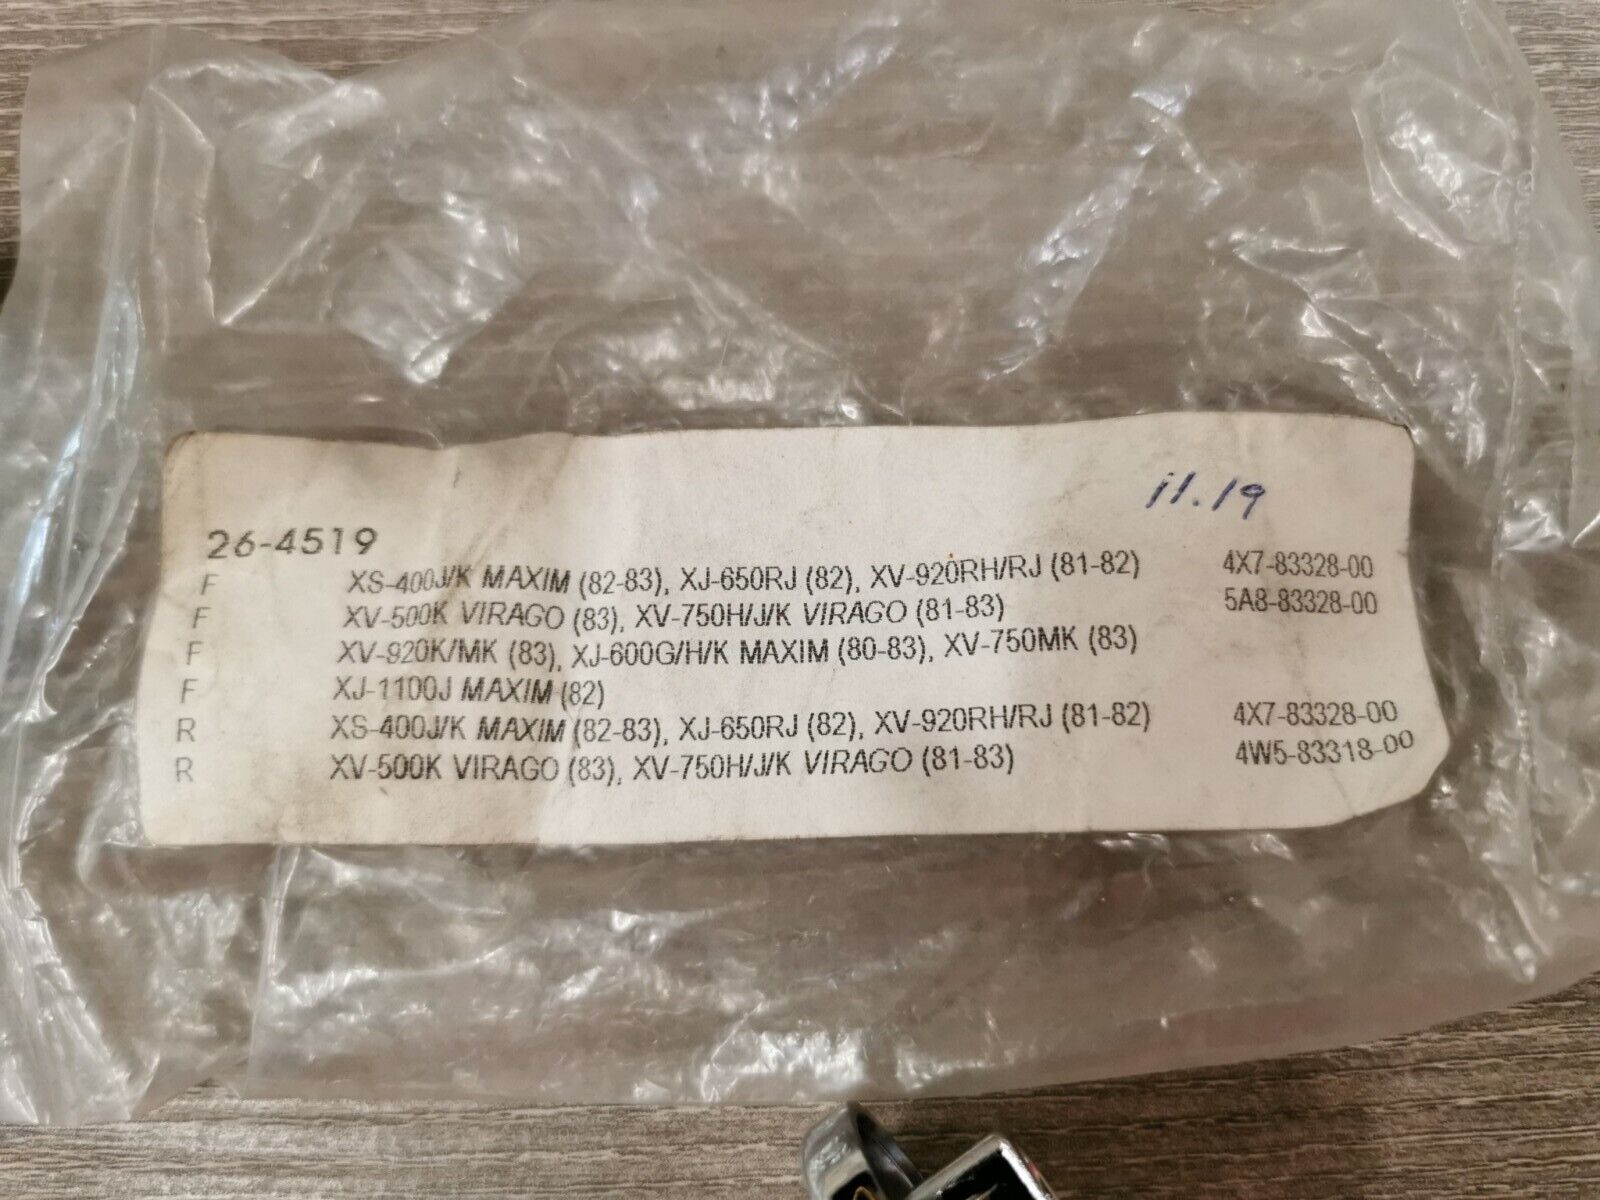 11.19
26-4519
F XS-400J/K MAXIM (82-83), XJ-650RJ (82), XV-920RH/RJ (81-82) 4X7-83328-00
F XV-500K VIRAGO (83), XV-750H/J/K VIRAGO (81-83) 5A8-83328-00
F XV-920K/MK (83), XJ-600G/H/K MAXIM (80-83), XV-750MK (83)
F XJ-1100J MAXIM (82)
R XS-400J/K MAXIM (82-83), XJ-650RJ (82), XV-920RH/RJ (81-82) 4X7-83328-00
R XV-500K VIRAGO (83), XV-750H/J/K VIRAGO (81-83) 4W5-83318-00